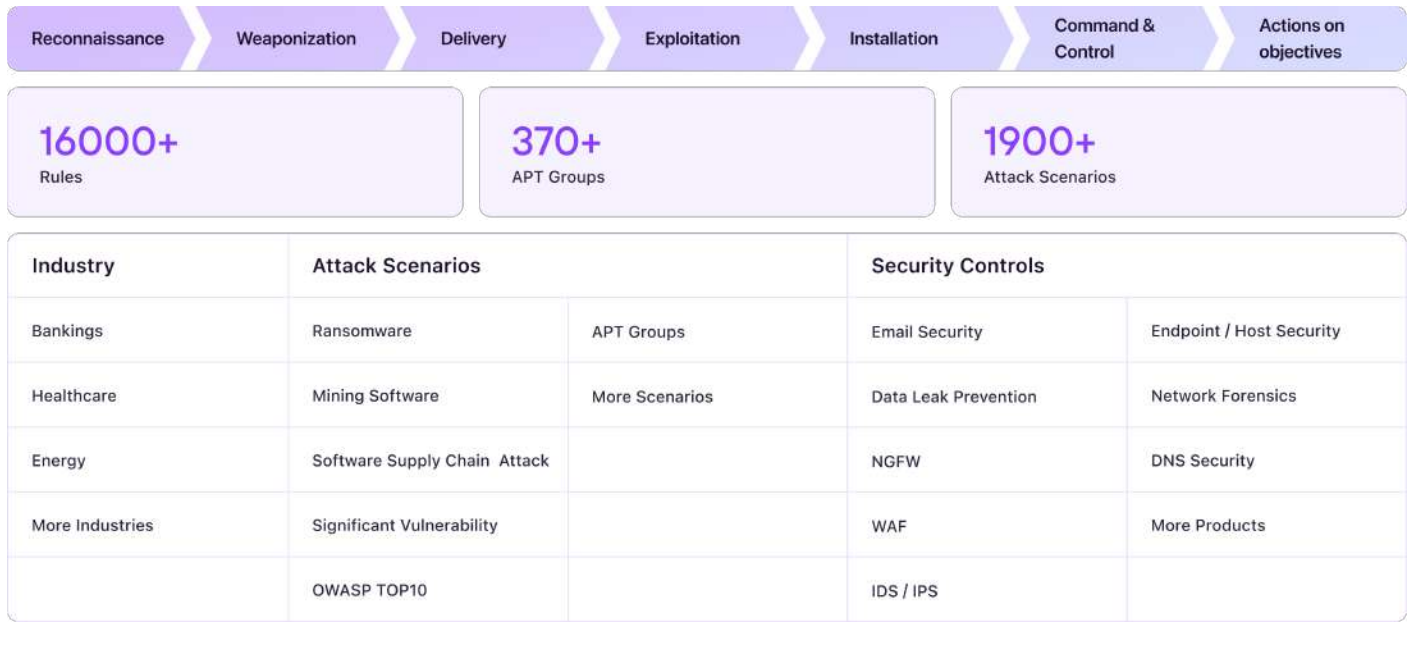 Reconnaissance
Weaponization
Delivery
Exploitation
Installation
Command &
Control
Actions on
objectives
16000+
Rules
370+
APT Groups
1900+
Attack Scenarios
Industry
Attack Scenarios
Security Controls
Bankings
Ransomware
APT Groups
Email Security
Endpoint / Host Security
Healthcare
Mining Software
More Scenarios
Data Leak Prevention
Network Forensics
Energy
Software Supply Chain Attack
NGFW
DNS Security
More Industries
Significant Vulnerability
WAF
More Products
OWASP TOP10
IDS / IPS